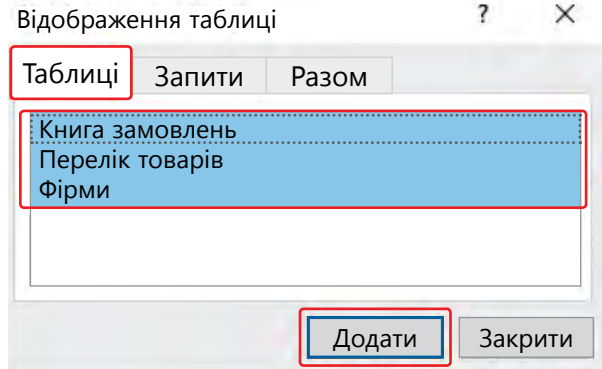 Відображення таблиці ? ×
Таблиці Запити Разом
Книга замовлень
Перелік товарів
Фірми
Додати Закрити